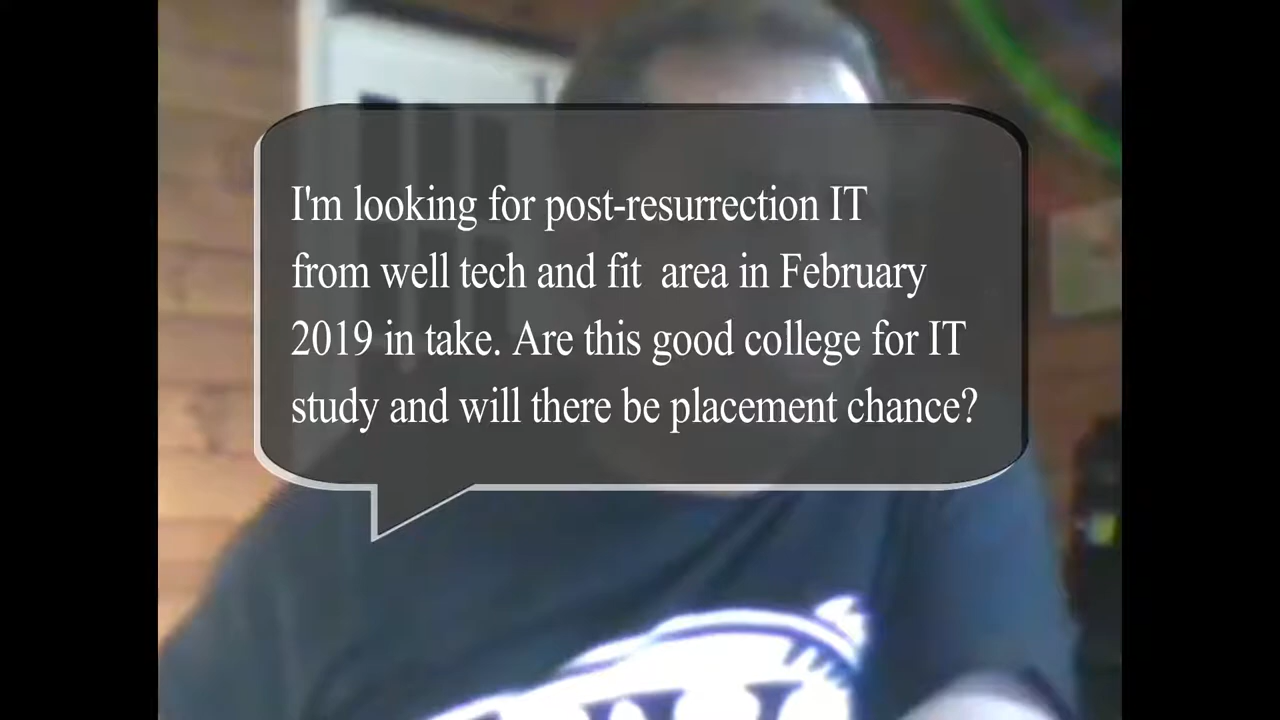 I'm looking for post-resurrection IT
from well tech and fit area in February
2019 in take. Are this good college for IT
study and will there be placement chance?